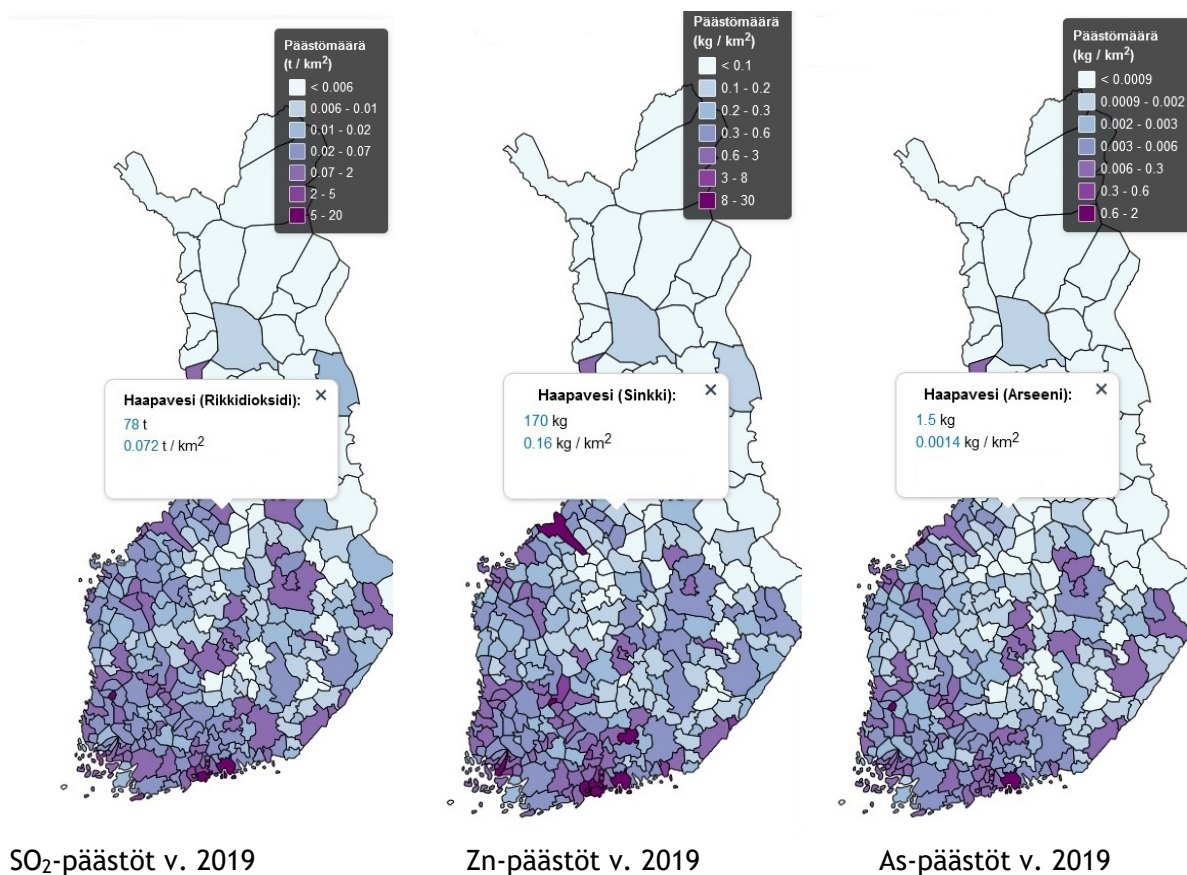 Päästömäärä
(t / km²)
< 0.006
0.006 - 0.01
0.01 - 0.02
0.02 - 0.07
0.07 - 2
2 - 5
5 - 20
Haapavesi (Rikkidioksidi):
×
78 t
0.072 t / km²
SO₂-päästöt v. 2019
Päästömäärä
(kg / km²)
< 0.1
0.1 - 0.2
0.2 - 0.3
0.3 - 0.6
0.6 - 3
3 - 8
8 - 30
Haapavesi (Sinkki):
×
170 kg
0.16 kg / km²
Zn-päästöt v. 2019
Päästömäärä
(kg / km²)
< 0.0009
0.0009 - 0.002
0.002 - 0.003
0.003 - 0.006
0.006 - 0.3
0.3 - 0.6
0.6 - 2
Haapavesi (Arseeni):
×
1.5 kg
0.0014 kg / km²
As-päästöt v. 2019